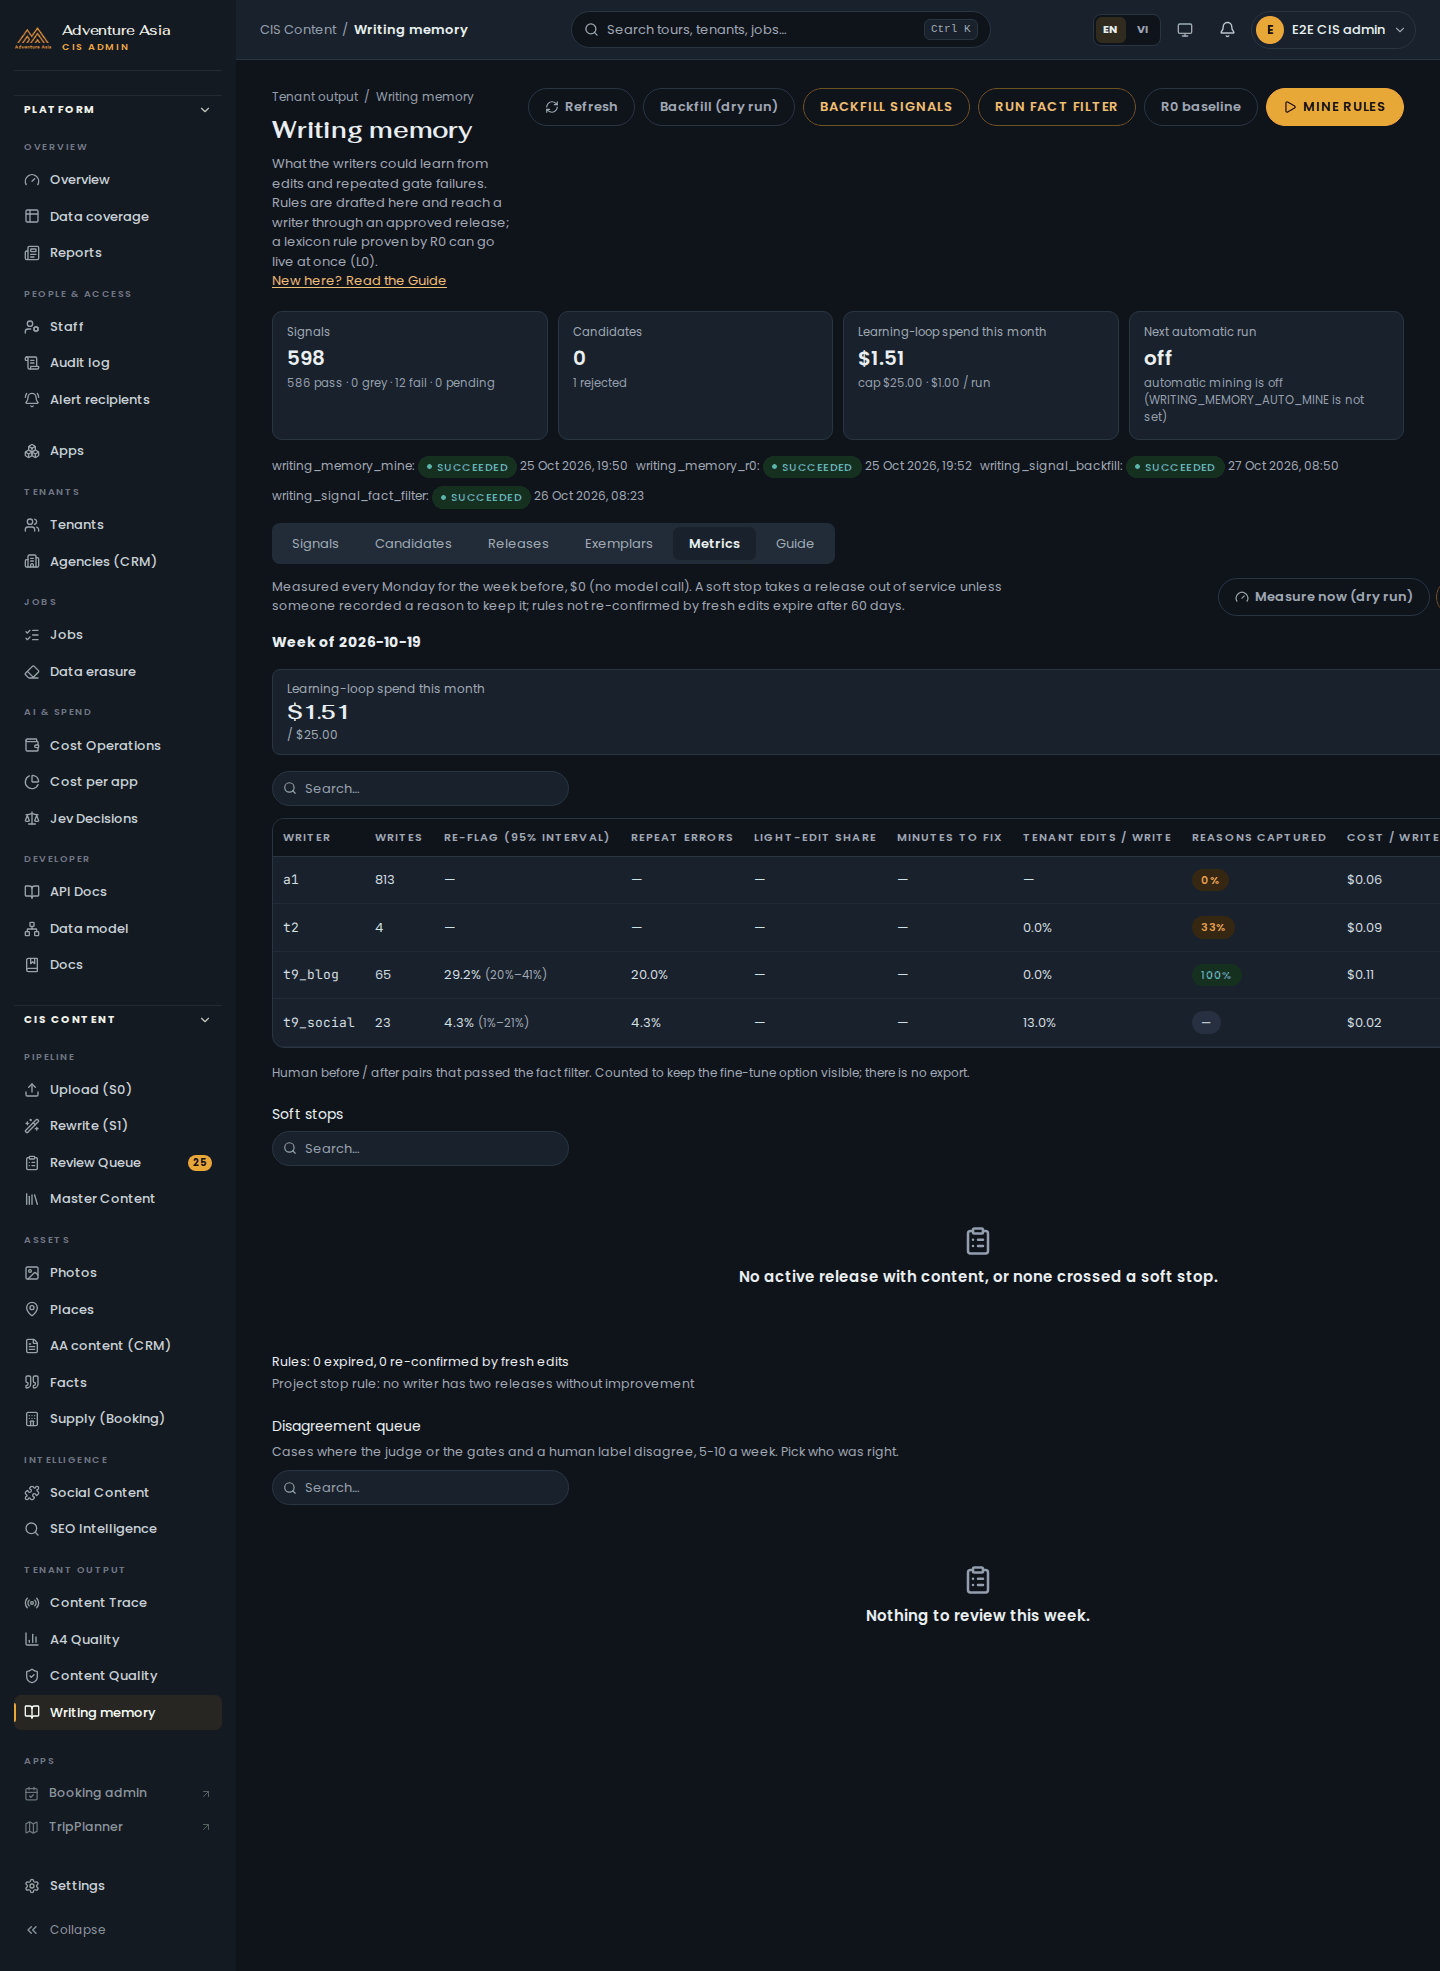 Adventure Asia
CIS ADMIN
CIS Content / Writing memory
Search tours, tenants, jobs...
Ctrl K
EN
VI
E
E2E CIS admin
PLATFORM
OVERVIEW
Overview
Data coverage
Reports
PEOPLE & ACCESS
Staff
Audit log
Alert recipients
Apps
TENANTS
Tenants
Agencies (CRM)
JOBS
Jobs
Data erasure
AI & SPEND
Cost Operations
Cost per app
Jev Decisions
DEVELOPER
API Docs
Data model
Docs
CIS CONTENT
PIPELINE
Upload (S0)
Rewrite (S1)
Review Queue
25
Master Content
ASSETS
Photos
Places
AA content (CRM)
Facts
Supply (Booking)
INTELLIGENCE
Social Content
SEO Intelligence
TENANT OUTPUT
Content Trace
A4 Quality
Content Quality
Writing memory
APPS
Booking admin
TripPlanner
Settings
Collapse
Tenant output / Writing memory
Writing memory
What the writers could learn from
edits and repeated gate failures.
Rules are drafted here and reach a
writer through an approved release;
a lexicon rule proven by R0 can go
live at once (L0).
New here? Read the Guide
Refresh
Backfill (dry run)
BACKFILL SIGNALS
RUN FACT FILTER
R0 baseline
MINE RULES
Signals
598
586 pass · 0 grey · 12 fail · 0 pending
Candidates
0
1 rejected
Learning-loop spend this month
$1.51
cap $25.00 · $1.00 / run
Next automatic run
off
automatic mining is off
(WRITING_MEMORY_AUTO_MINE is not
set)
writing_memory_mine: SUCCEEDED 25 Oct 2026, 19:50 writing_memory_r0: SUCCEEDED 25 Oct 2026, 19:52 writing_signal_backfill: SUCCEEDED 27 Oct 2026, 08:50
writing_signal_fact_filter: SUCCEEDED 26 Oct 2026, 08:23
Signals
Candidates
Releases
Exemplars
Metrics
Guide
Measured every Monday for the week before, $0 (no model call). A soft stop takes a release out of service unless
someone recorded a reason to keep it; rules not re-confirmed by fresh edits expire after 60 days.
Measure now (dry run)
Week of 2026-10-19
Learning-loop spend this month
$1.51
/ $25.00
Search...
WRITER WRITES RE-FLAG (95% INTERVAL) REPEAT ERRORS LIGHT-EDIT SHARE MINUTES TO FIX TENANT EDITS / WRITE REASONS CAPTURED COST / WRITE
a1 813 — — — — — 0% $0.06
t2 4 — — — — 0.0% 33% $0.09
t9_blog 65 29.2% (20%–41%) 20.0% — — 0.0% 100% $0.11
t9_social 23 4.3% (1%–21%) 4.3% — — 13.0% — $0.02
Human before / after pairs that passed the fact filter. Counted to keep the fine-tune option visible; there is no export.
Soft stops
Search...
No active release with content, or none crossed a soft stop.
Rules: 0 expired, 0 re-confirmed by fresh edits
Project stop rule: no writer has two releases without improvement
Disagreement queue
Cases where the judge or the gates and a human label disagree, 5-10 a week. Pick who was right.
Search...
Nothing to review this week.